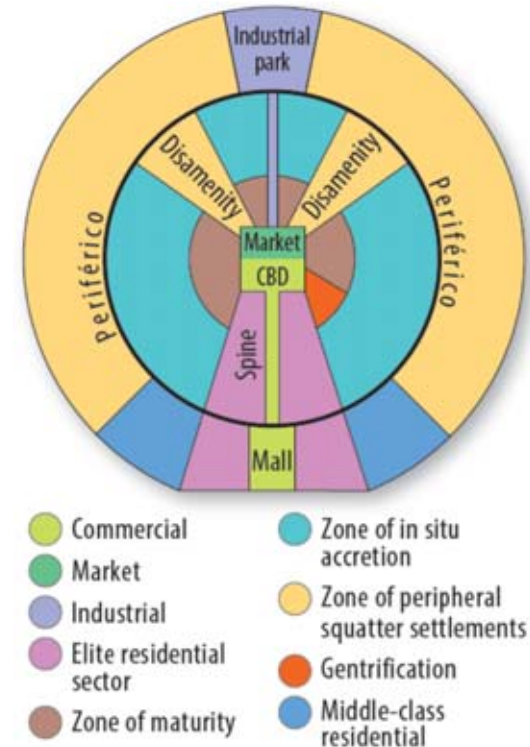 Industrial
park
Disamenity
Disamenity
Periférico
Periférico
Market
CBD
Spine
Mall
Commercial
Market
Industrial
Elite residential
sector
Zone of maturity
Zone of in situ
accretion
Zone of peripheral
squatter settlements
Gentrification
Middle-class
residential